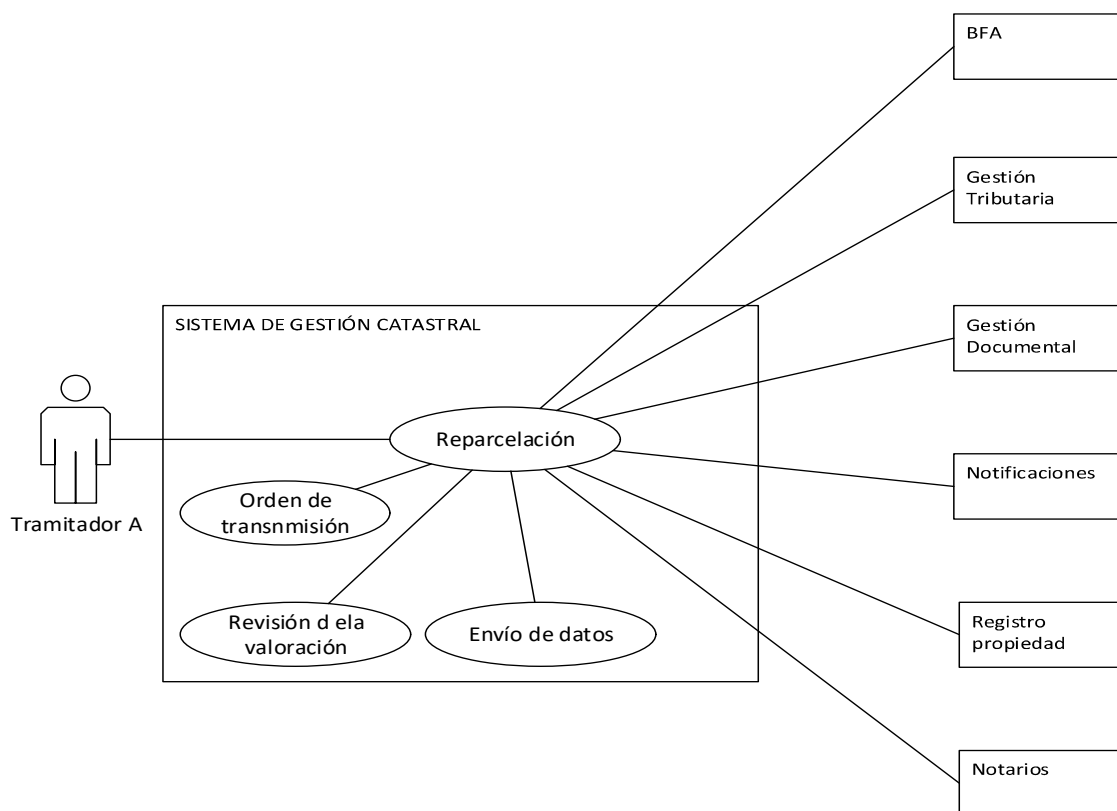 BFA
Gestión
Tributaria
SISTEMA DE GESTIÓN CATASTRAL
Gestión
Documental
Reparcelación
Notificaciones
Orden de
transnmisión
Tramitador A
Revisión d ela
valoración
Envío de datos
Registro
propiedad
Notarios